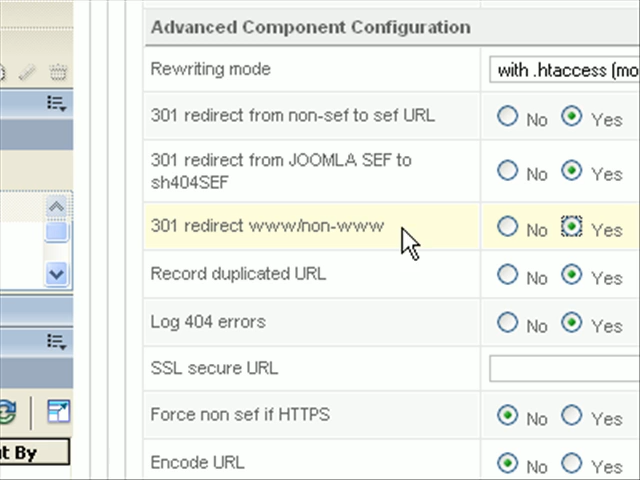 Advanced Component Configuration
Rewriting mode
with .htaccess (mo
301 redirect from non-sef to sef URL
No Yes
301 redirect from JOOMLA SEF to
sh404SEF
No Yes
301 redirect www/non-www
No Yes
Record duplicated URL
No Yes
Log 404 errors
No Yes
SSL secure URL
Force non sef if HTTPS
No Yes
Encode URL
No Yes
t By